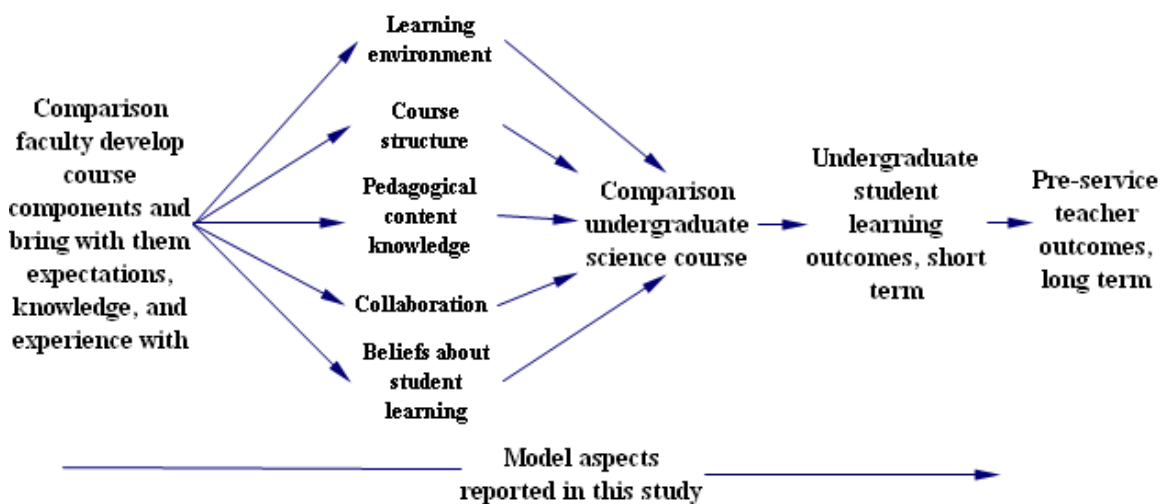 Comparison
faculty develop
course
components and
bring with them
expectations,
knowledge, and
experience with
Learning
environment
Course
structure
Pedagogical
content
knowledge
Collaboration
Beliefs about
student
learning
Comparison
undergraduate
science course
Undergraduate
student
learning
outcomes, short
term
Pre-service
teacher
outcomes,
long term
Model aspects
reported in this study